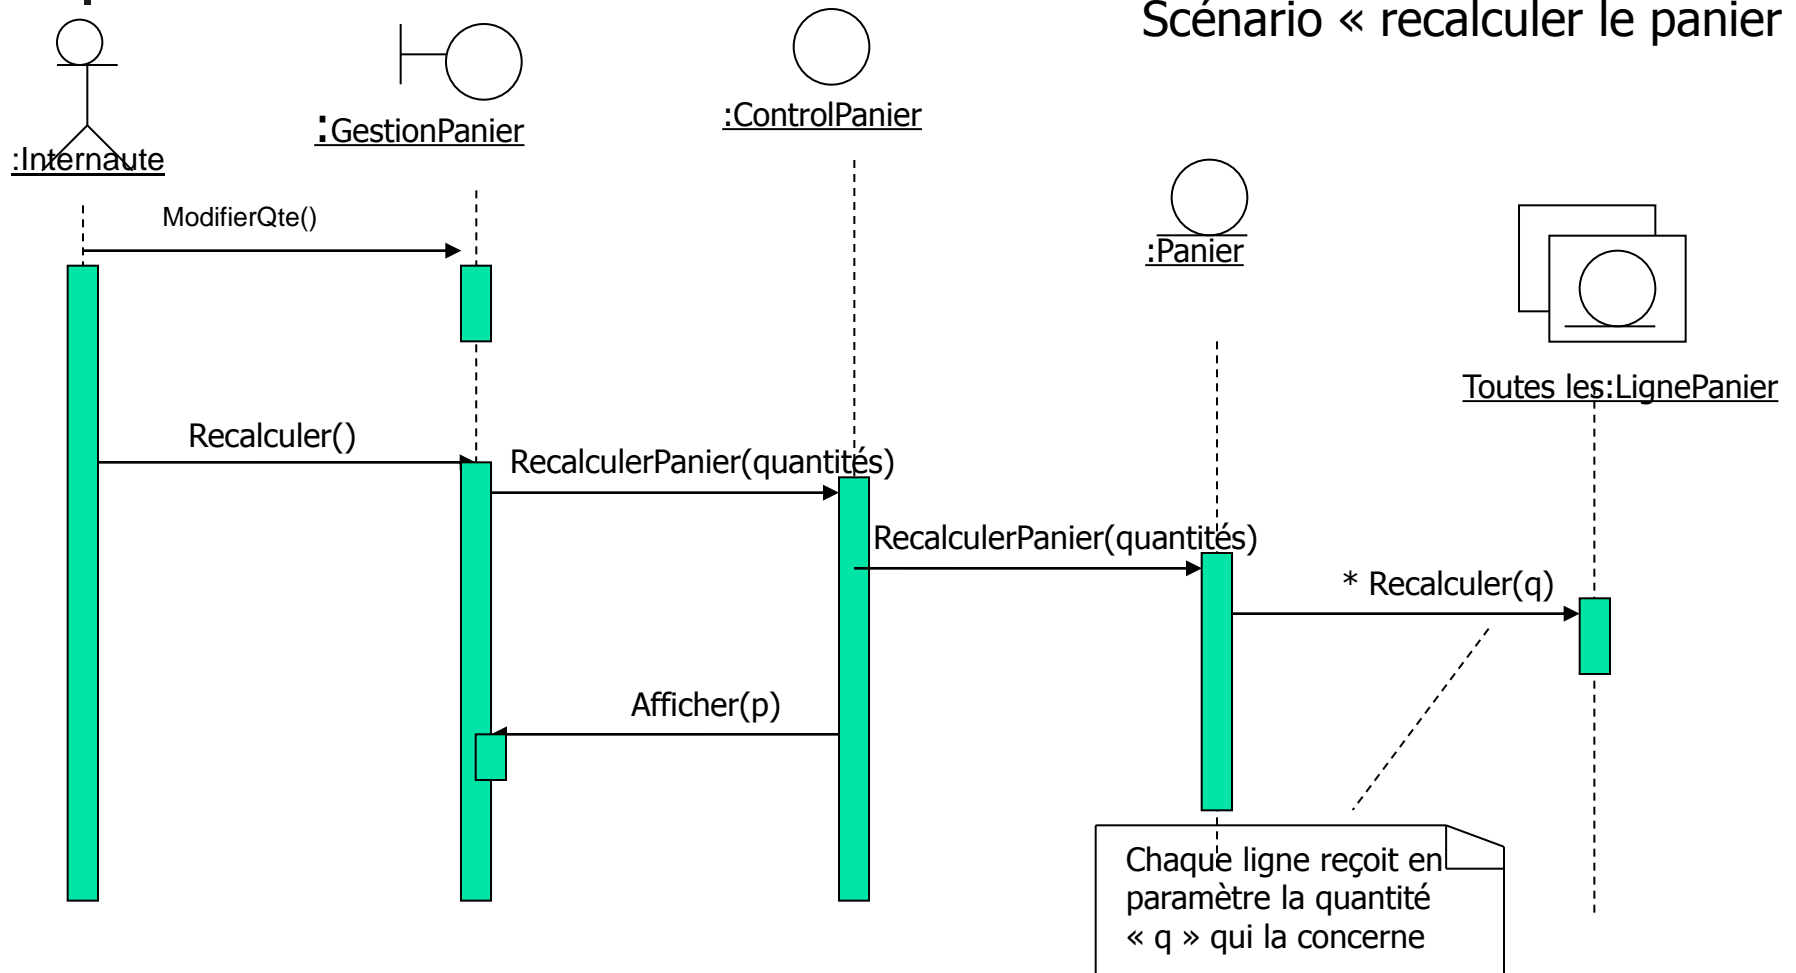 Scénario « recalculer le panier
:Internaute
:GestionPanier
:ControlPanier
:Panier
Toutes les:LignePanier
ModifierQte()
Recalculer()
RecalculerPanier(quantités)
RecalculerPanier(quantités)
* Recalculer(q)
Afficher(p)
Chaque ligne reçoit en
paramètre la quantité
« q » qui la concerne